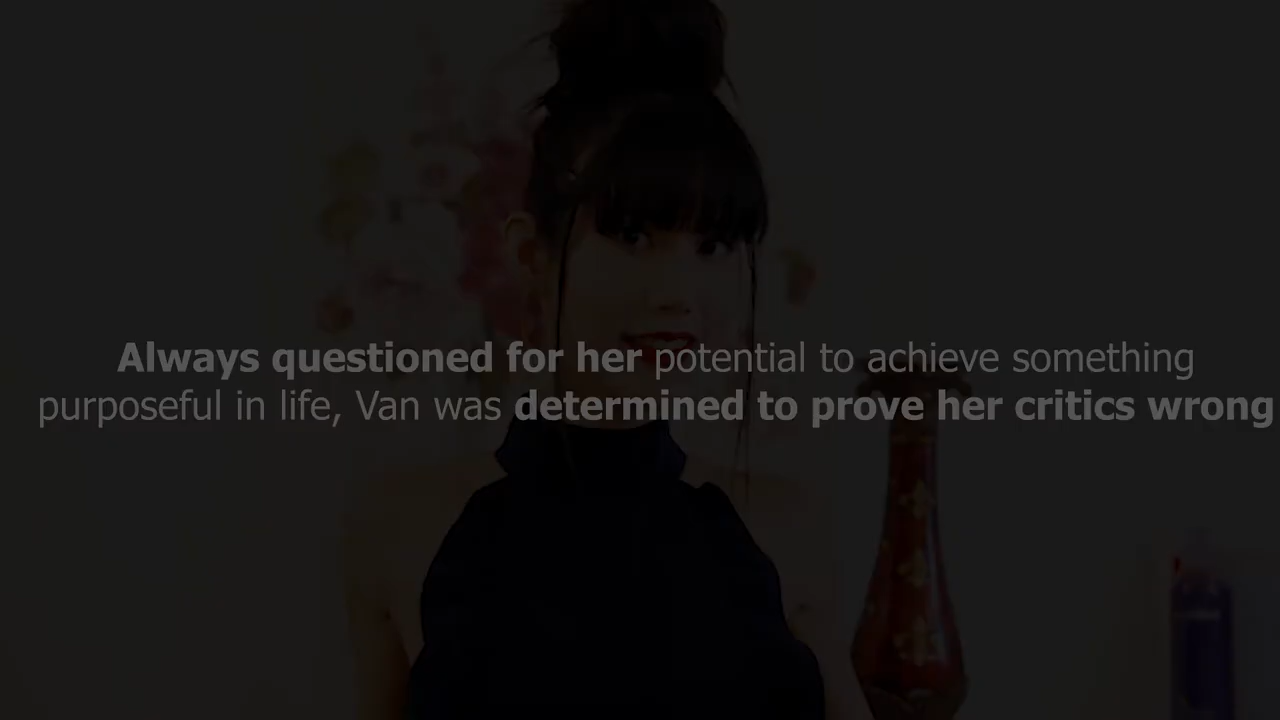 Always questioned for her potential to achieve something
purposeful in life, Van was determined to prove her critics wrong